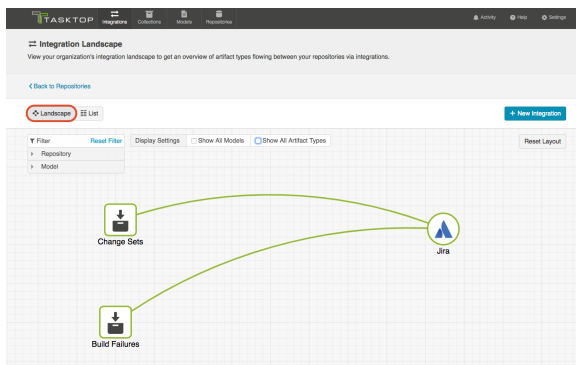 TASKTOP
Integrations
Collections
Models
Repositories
Activity
Help
Settings
Integration Landscape
View your organization's integration landscape to get an overview of artifact types flowing between your repositories via integrations.
Back to Repositories
Landscape
List
+ New Integration
Filter
Reset Filter
Display Settings
Show All Models
Show All Artifact Types
Reset Layout
Repository
Model
Change Sets
Jira
Build Failures